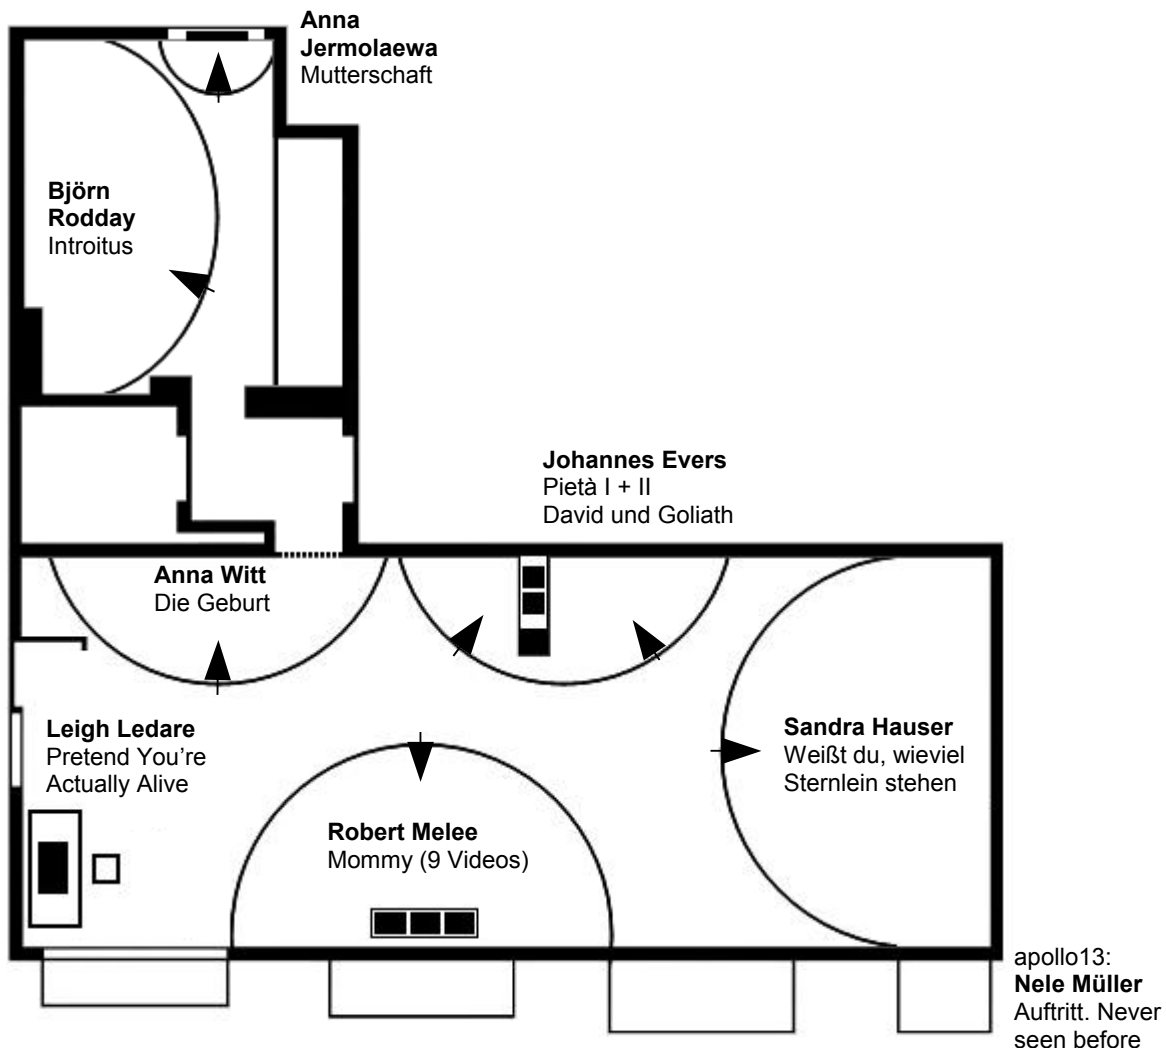 Anna
Jermolaewa
Mutterschaft
Björn
Rodday
Introitus
Johannes Evers
Pietà I + II
David und Goliath
Anna Witt
Die Geburt
Leigh Ledare
Pretend You’re
Actually Alive
Sandra Hauser
Weißt du, wieviel
Sternlein stehen
Robert Melee
Mommy (9 Videos)
apollo13:
Nele Müller
Auftritt. Never
seen before